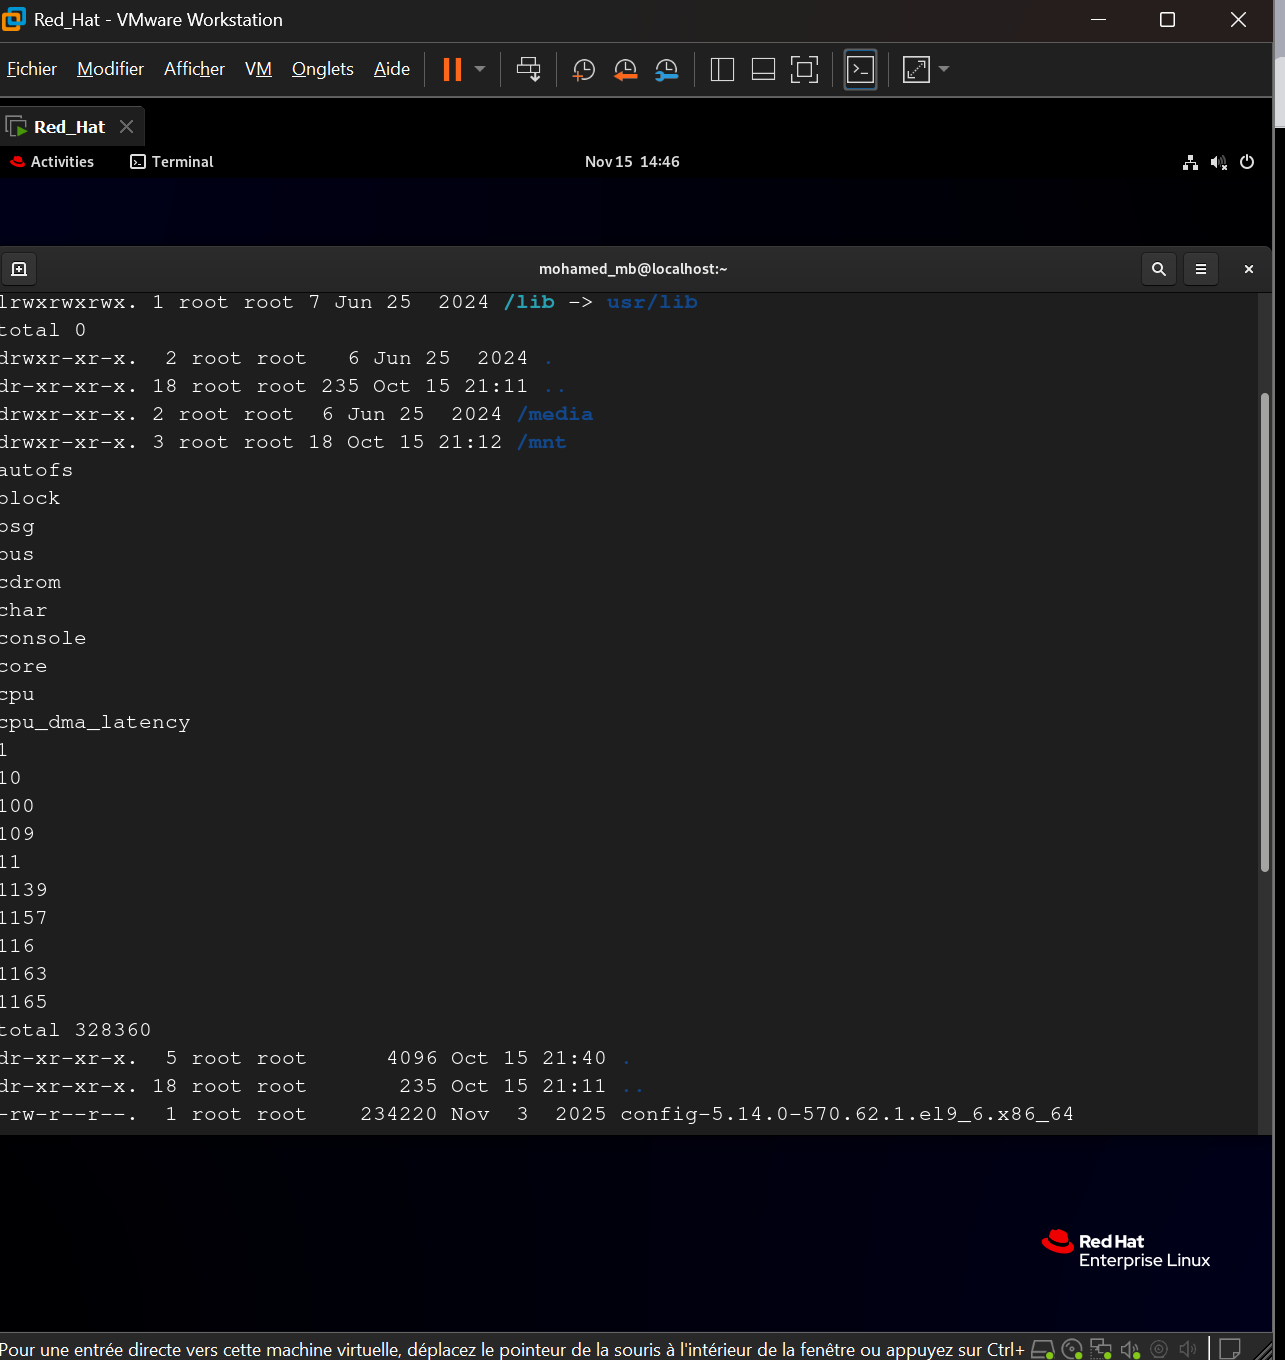 Red_Hat - VMware Workstation
Fichier Modifier Afficher VM Onglets Aide
Red_Hat
Activities Terminal Nov 15 14:46
mohamed_mb@localhost:~
lrwxrwxrwx. 1 root root 7 Jun 25  2024 /lib -> usr/lib
total 0
drwxr-xr-x.  2 root root   6 Jun 25  2024 .
dr-xr-xr-x. 18 root root 235 Oct 15 21:11 ..
drwxr-xr-x. 2 root root  6 Jun 25  2024 /media
drwxr-xr-x. 3 root root 18 Oct 15 21:12 /mnt
autofs
block
bsg
bus
cdrom
char
console
core
cpu
cpu_dma_latency
1
10
100
109
11
1139
1157
116
1163
1165
total 328360
dr-xr-xr-x.  5 root root      4096 Oct 15 21:40 .
dr-xr-xr-x. 18 root root       235 Oct 15 21:11 ..
-rw-r--r--.  1 root root    234220 Nov  3  2025 config-5.14.0-570.62.1.el9_6.x86_64
Red Hat
Enterprise Linux
Pour une entrée directe vers cette machine virtuelle, déplacez le pointeur de la souris à l'intérieur de la fenêtre ou appuyez sur Ctrl+